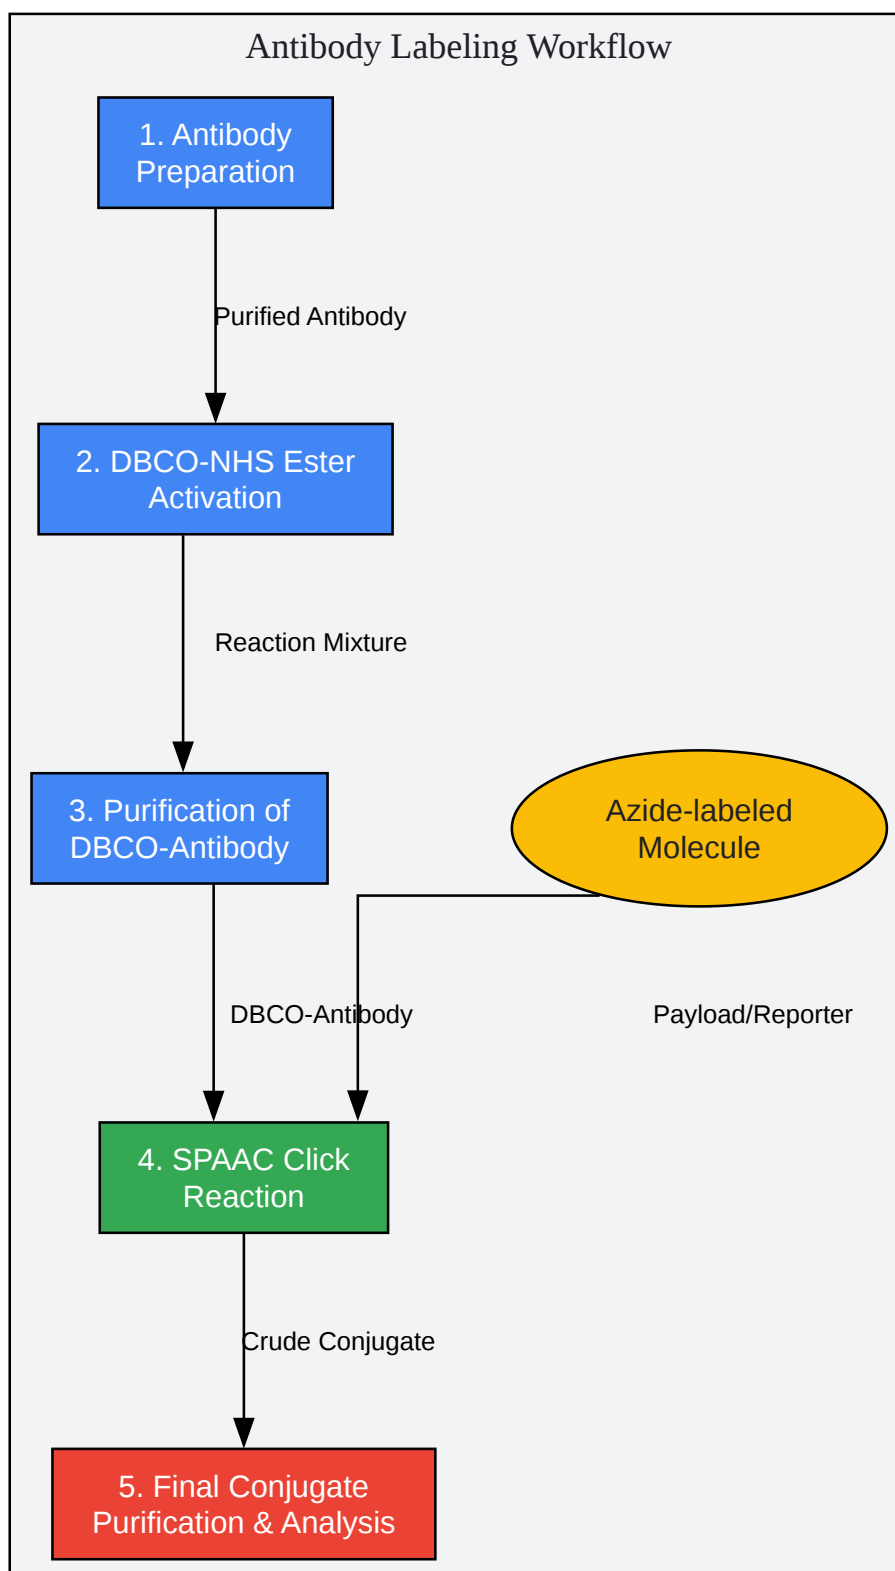 Antibody Labeling Workflow
1. Antibody
Preparation
Purified Antibody
2. DBCO-NHS Ester
Activation
Reaction Mixture
3. Purification of
DBCO-Antibody
Azide-labeled
Molecule
DBCO-Antibody
Payload/Reporter
4. SPAAC Click
Reaction
Crude Conjugate
5. Final Conjugate
Purification & Analysis